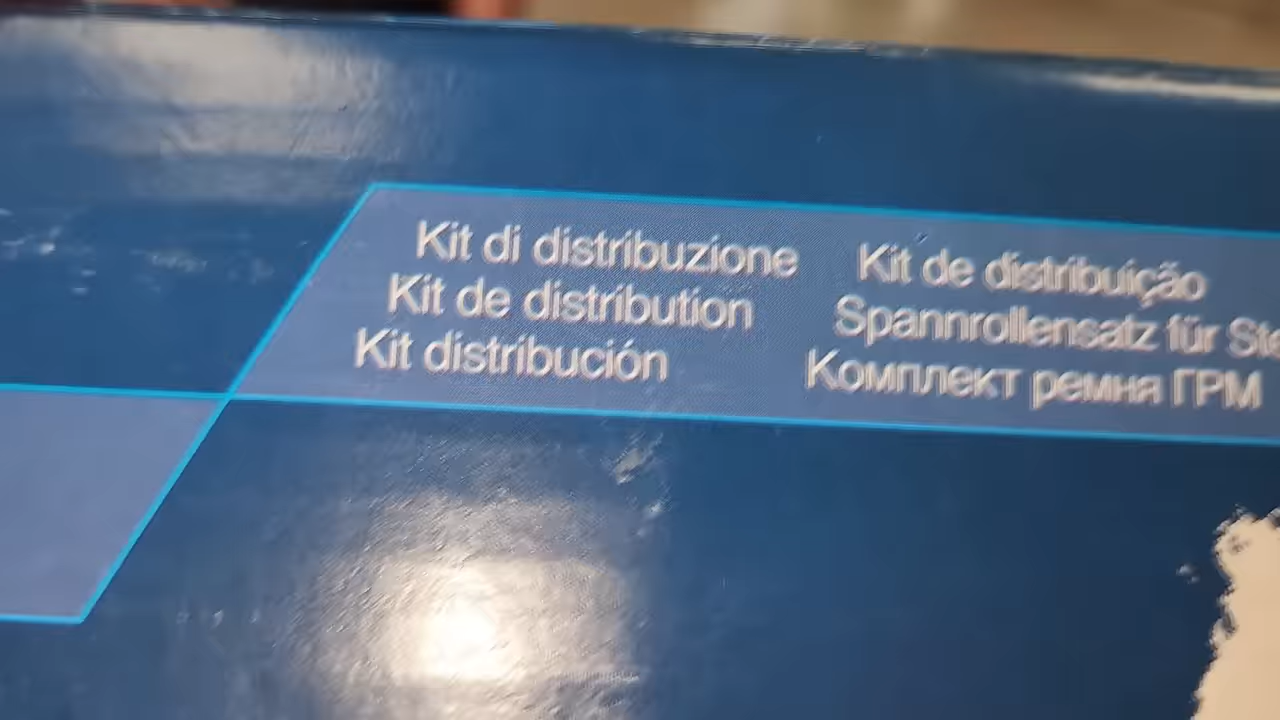 Kit di distribuzione
Kit de distribution
Kit distribución
Kit de distribuição
Spannrollensatz für
Комплект ремня ГРМ